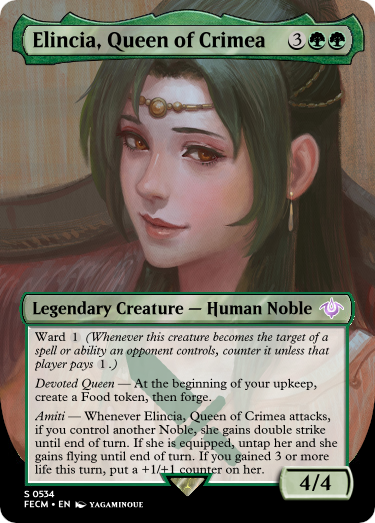 Elincia, Queen of Crimea 3
Legendary Creature — Human Noble
Ward 1 (Whenever this creature becomes the target of a
spell or ability an opponent controls, counter it unless that
player pays 1.)
Devoted Queen — At the beginning of your upkeep,
create a Food token, then forge.
Amiti — Whenever Elincia, Queen of Crimea attacks,
if you control another Noble, she gains double strike
until end of turn. If she is equipped, untap her and she
gains flying until end of turn. If you gained 3 or more
life this turn, put a +1/+1 counter on her.
4/4
S 0534
FECM • EN YAGAMINOUE